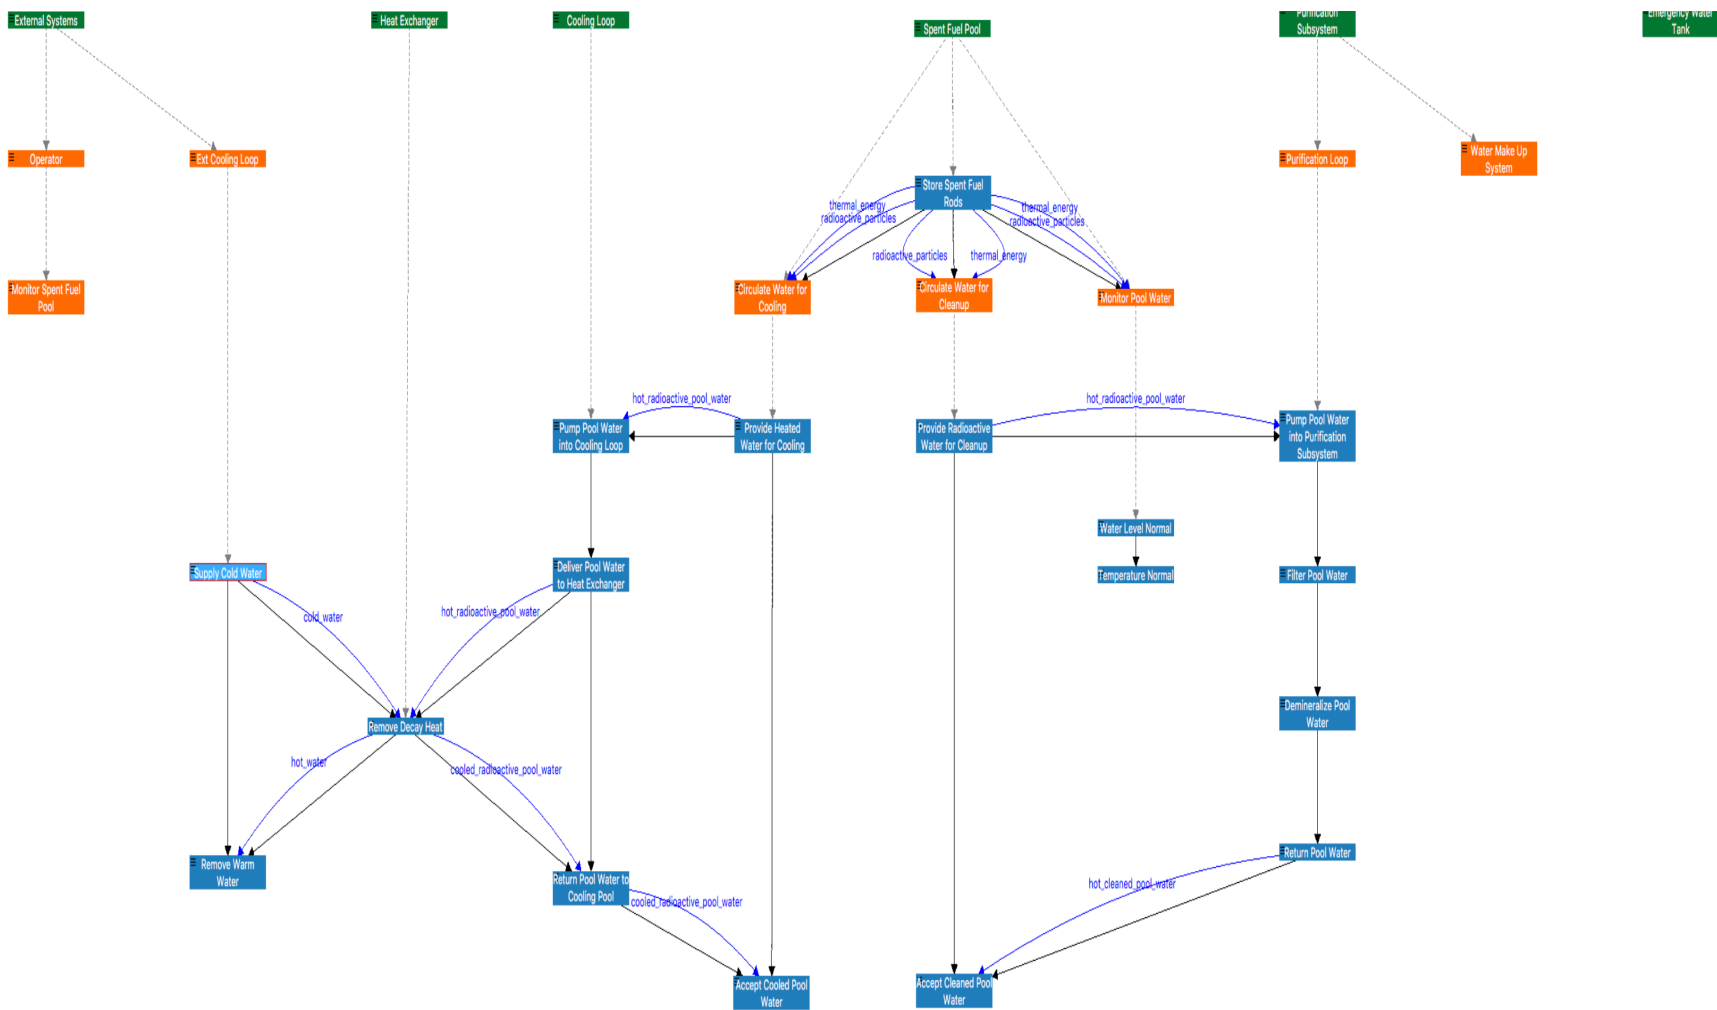 External Systems
Heat Exchanger
Cooling Loop
Spent Fuel Pool
Purification
Subsystem
Emergency Water
Tank
Operator
Ext Cooling Loop
Purification Loop
Water Make Up
System
Store Spent Fuel
Rods
thermal_energy
radioactive_particles
thermal_energy
radioactive_particles
radioactive_particles
thermal_energy
Monitor Spent Fuel
Pool
Circulate Water for
Cooling
Circulate Water for
Cleanup
Monitor Pool Water
hot_radioactive_pool_water
hot_radioactive_pool_water
Pump Pool Water
into Cooling Loop
Provide Heated
Water for Cooling
Provide Radioactive
Water for Cleanup
Pump Pool Water
into Purification
Subsystem
Water Level Normal
Supply Cold Water
Deliver Pool Water
to Heat Exchanger
Temperature Normal
Filter Pool Water
cold_water
hot_radioactive_pool_water
Remove Decay Heat
Demineralize Pool
Water
hot_water
cooled_radioactive_pool_water
Remove Warm
Water
Return Pool Water to
Cooling Pool
Return Pool Water
hot_cleaned_pool_water
cooled_radioactive_pool_water
Accept Cooled Pool
Water
Accept Cleaned Pool
Water